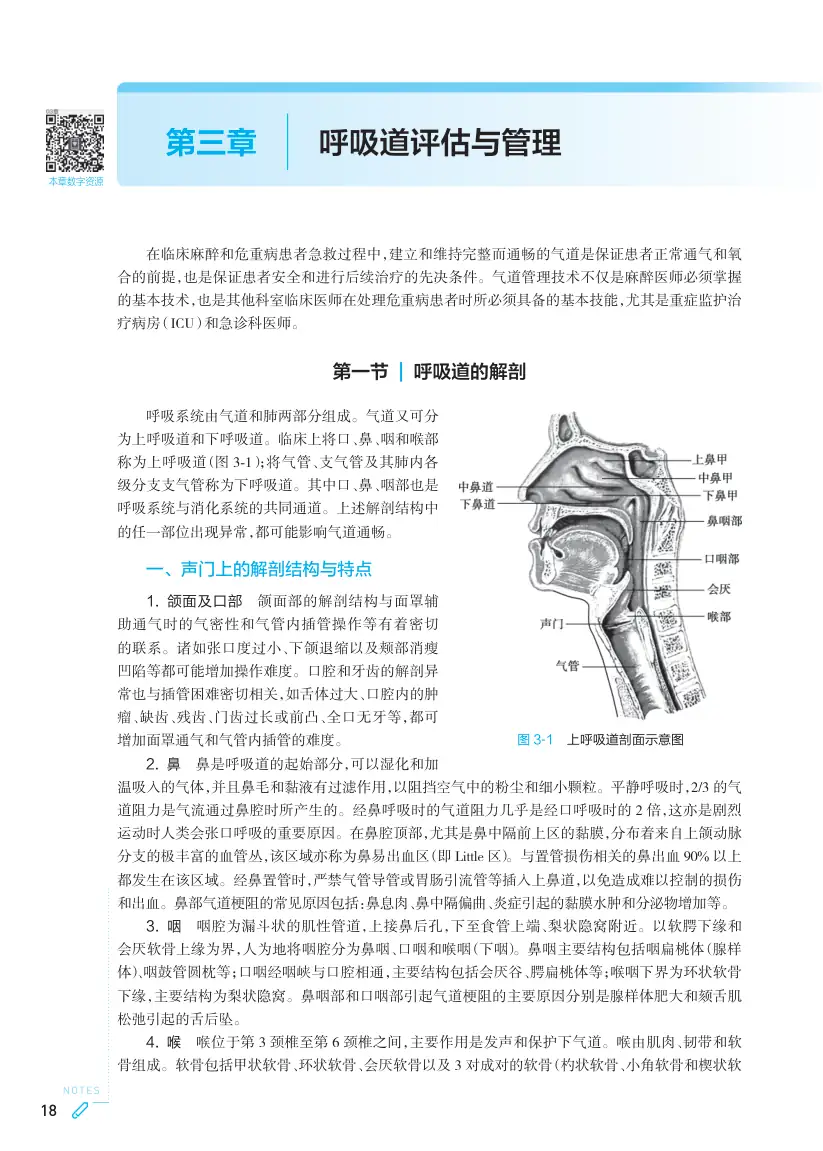 第三章
呼吸道评估与管理
本章数字资源
在临床麻醉和危重病患者急救过程中,建立和维持完整而通畅的气道是保证患者正常通气和氧
合的前提,也是保证患者安全和进行后续治疗的先决条件。气道管理技术不仅是麻醉医师必须掌握
的基本技术,也是其他科室临床医师在处理危重病患者时所必须具备的基本技能,尤其是重症监护治
疗病房(ICU)和急诊科医师。
第一节 | 呼吸道的解剖
呼吸系统由气道和肺两部分组成。气道又可分
为上呼吸道和下呼吸道。临床上将口、鼻、咽和喉部
称为上呼吸道(图 3-1);将气管、支气管及其肺内各
级分支支气管称为下呼吸道。其中口、鼻、咽部也是
呼吸系统与消化系统的共同通道。上述解剖结构中
的任一部位出现异常,都可能影响气道通畅。
一、声门上的解剖结构与特点
1. 颌面及口部 颌面部的解剖结构与面罩辅
助通气时的气密性和气管内插管操作等有着密切
的联系。诸如张口度过小、下颌退缩以及颊部消瘦
凹陷等都可能增加操作难度。口腔和牙齿的解剖异
常也与插管困难密切相关,如舌体过大、口腔内的肿
瘤、缺齿、残齿、门齿过长或前凸、全口无牙等,都可
增加面罩通气和气管内插管的难度。
上鼻甲
中鼻甲
下鼻甲
鼻咽部
口咽部
会厌
喉部
中鼻道
下鼻道
声门
气管
图 3-1 上呼吸道剖面示意图
2. 鼻 鼻是呼吸道的起始部分,可以湿化和加
温吸入的气体,并且鼻毛和黏液有过滤作用,以阻挡空气中的粉尘和细小颗粒。平静呼吸时,2/3 的气
道阻力是气流通过鼻腔时所产生的。经鼻呼吸时的气道阻力几乎是经口呼吸时的 2 倍,这亦是剧烈
运动时人类会张口呼吸的重要原因。在鼻腔顶部,尤其是鼻中隔前上区的黏膜,分布着来自上颌动脉
分支的极丰富的血管丛,该区域亦称为鼻易出血区(即 Little 区)。与置管损伤相关的鼻出血 90% 以上
都发生在该区域。经鼻置管时,严禁气管导管或胃肠引流管等插入上鼻道,以免造成难以控制的损伤
和出血。鼻部气道梗阻的常见原因包括:鼻息肉、鼻中隔偏曲、炎症引起的黏膜水肿和分泌物增加等。
3. 咽 咽腔为漏斗状的肌性管道,上接鼻后孔,下至食管上端、梨状隐窝附近。以软腭下缘和
会厌软骨上缘为界,人为地将咽腔分为鼻咽、口咽和喉咽(下咽)。鼻咽主要结构包括咽扁桃体(腺样
体)、咽鼓管圆枕等;口咽经咽峡与口腔相通,主要结构包括会厌谷、腭扁桃体等;喉咽下界为环状软骨
下缘,主要结构为梨状隐窝。鼻咽部和口咽部引起气道梗阻的主要原因分别是腺样体肥大和颏舌肌
松弛引起的舌后坠。
4. 喉 喉位于第 3 颈椎至第 6 颈椎之间,主要作用是发声和保护下气道。喉由肌肉、韧带和软
骨组成。软骨包括甲状软骨、环状软骨、会厌软骨以及 3 对成对的软骨(杓状软骨、小角软骨和楔状软
NOTES
18